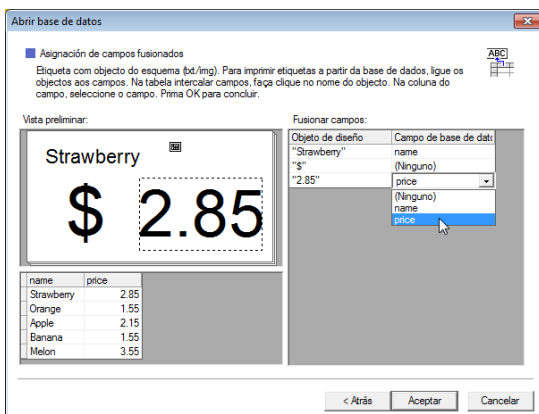 Abrir base de datos
Asignación de campos fusionados
ABC
Etiqueta com objecto do esquema (txt/img). Para imprimir etiquetas a partir da base de dados, ligue os
objectos aos campos. Na tabela intercalar campos, faça clique no nome do objecto. Na coluna do
campo, seleccione o campo. Prima OK para concluir.
Vista preliminar:
Fusionar campos:
Strawberry
$ 2.85
Objeto de diseño Campo de base de dato
"Strawberry" name
"$" (Ninguno)
"2.85" price
(Ninguno)
name
price
name price
Strawberry 2.85
Orange 1.55
Apple 2.15
Banana 1.55
Melon 3.55
< Atrás Aceptar Cancelar